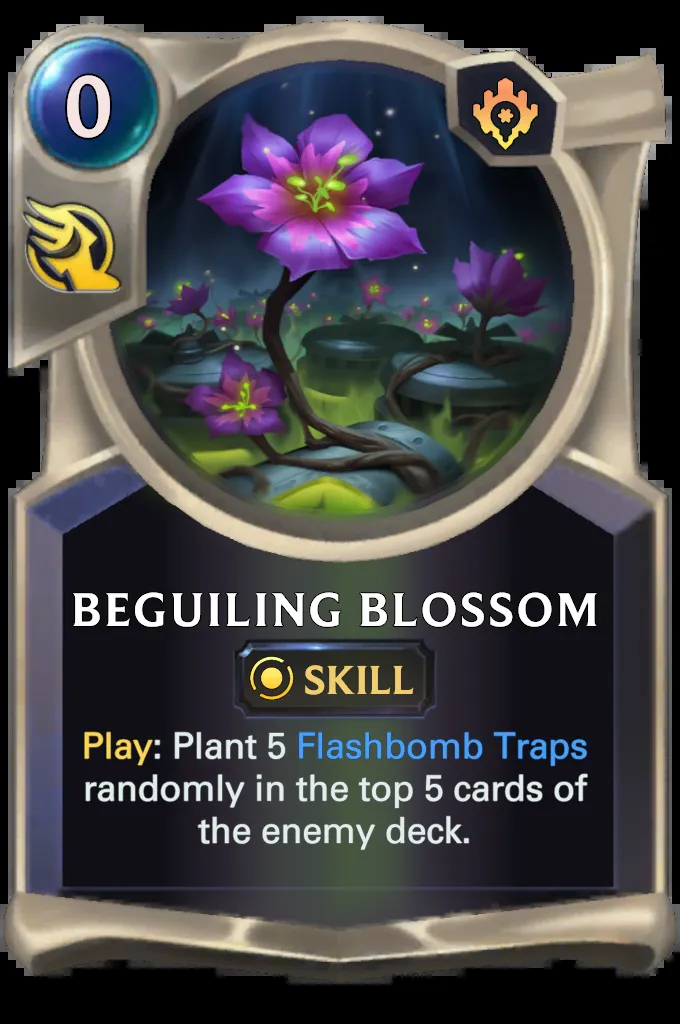 0
BEGUILING BLOSSOM
SKILL
Play: Plant 5 Flashbomb Traps
randomly in the top 5 cards of
the enemy deck.